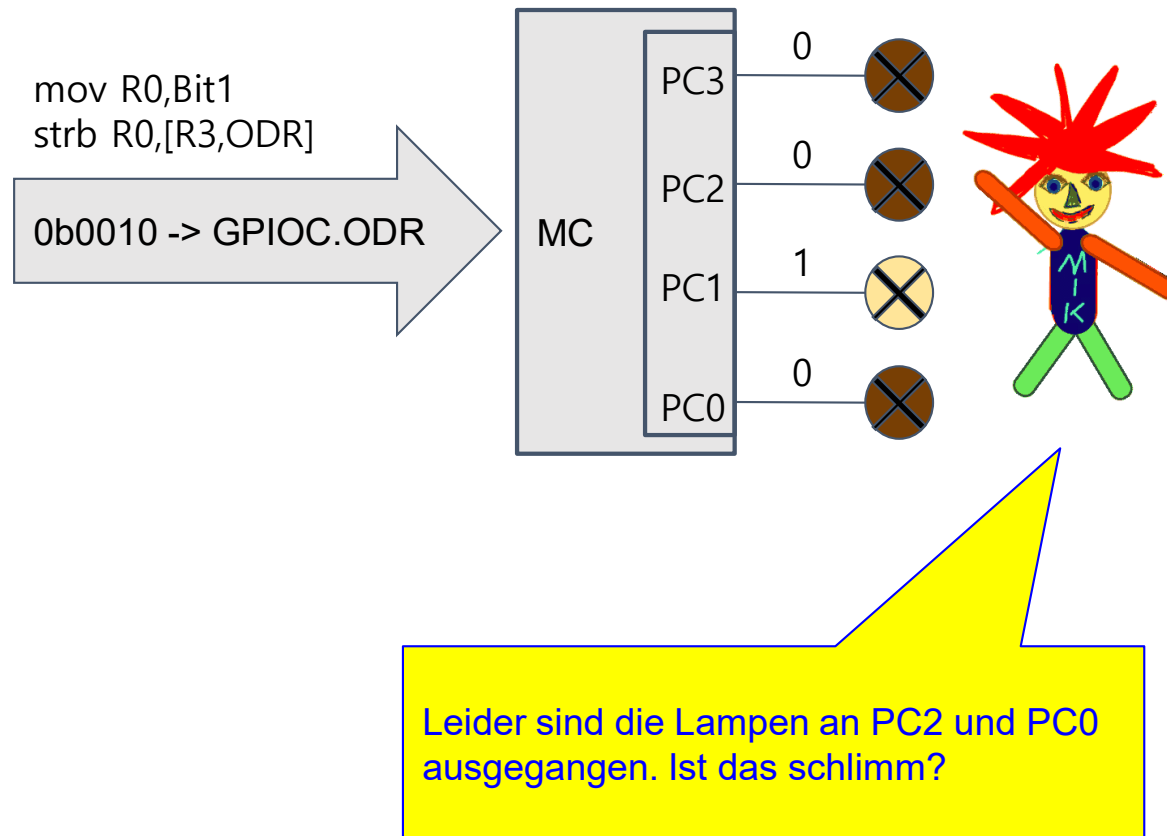 mov R0,Bit1
strb R0,[R3,ODR]
0b0010 -> GPIOC.ODR
MC
PC3
0
PC2
0
PC1
1
PC0
0
MIK
Leider sind die Lampen an PC2 und PC0
ausgegangen. Ist das schlimm?